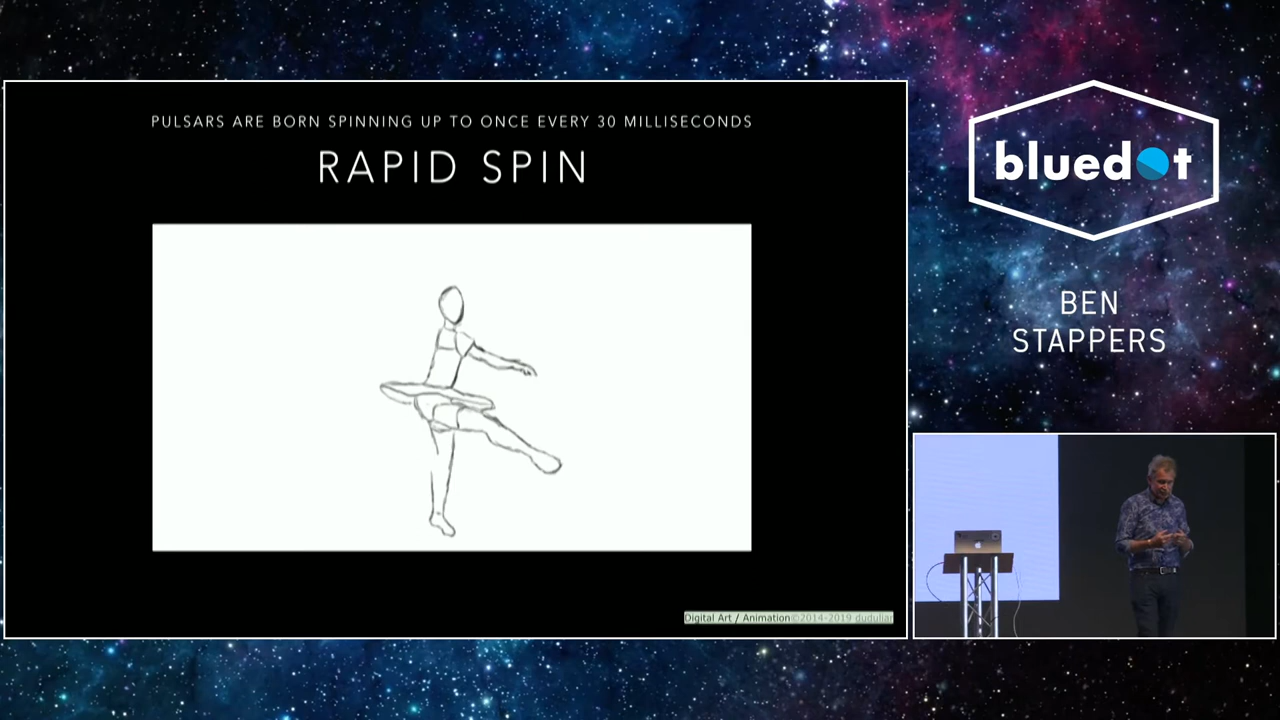 PULSARS ARE BORN SPINNING UP TO ONCE EVERY 30 MILLISECONDS
RAPID SPIN
Digital Art / Animation ©2014-2019 duduliar
bluedot
BEN
STAPPERS